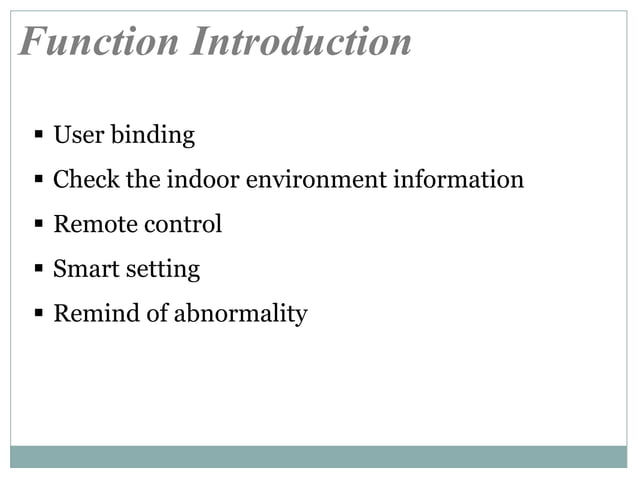 Function Introduction
▪ User binding
▪ Check the indoor environment information
▪ Remote control
▪ Smart setting
▪ Remind of abnormality